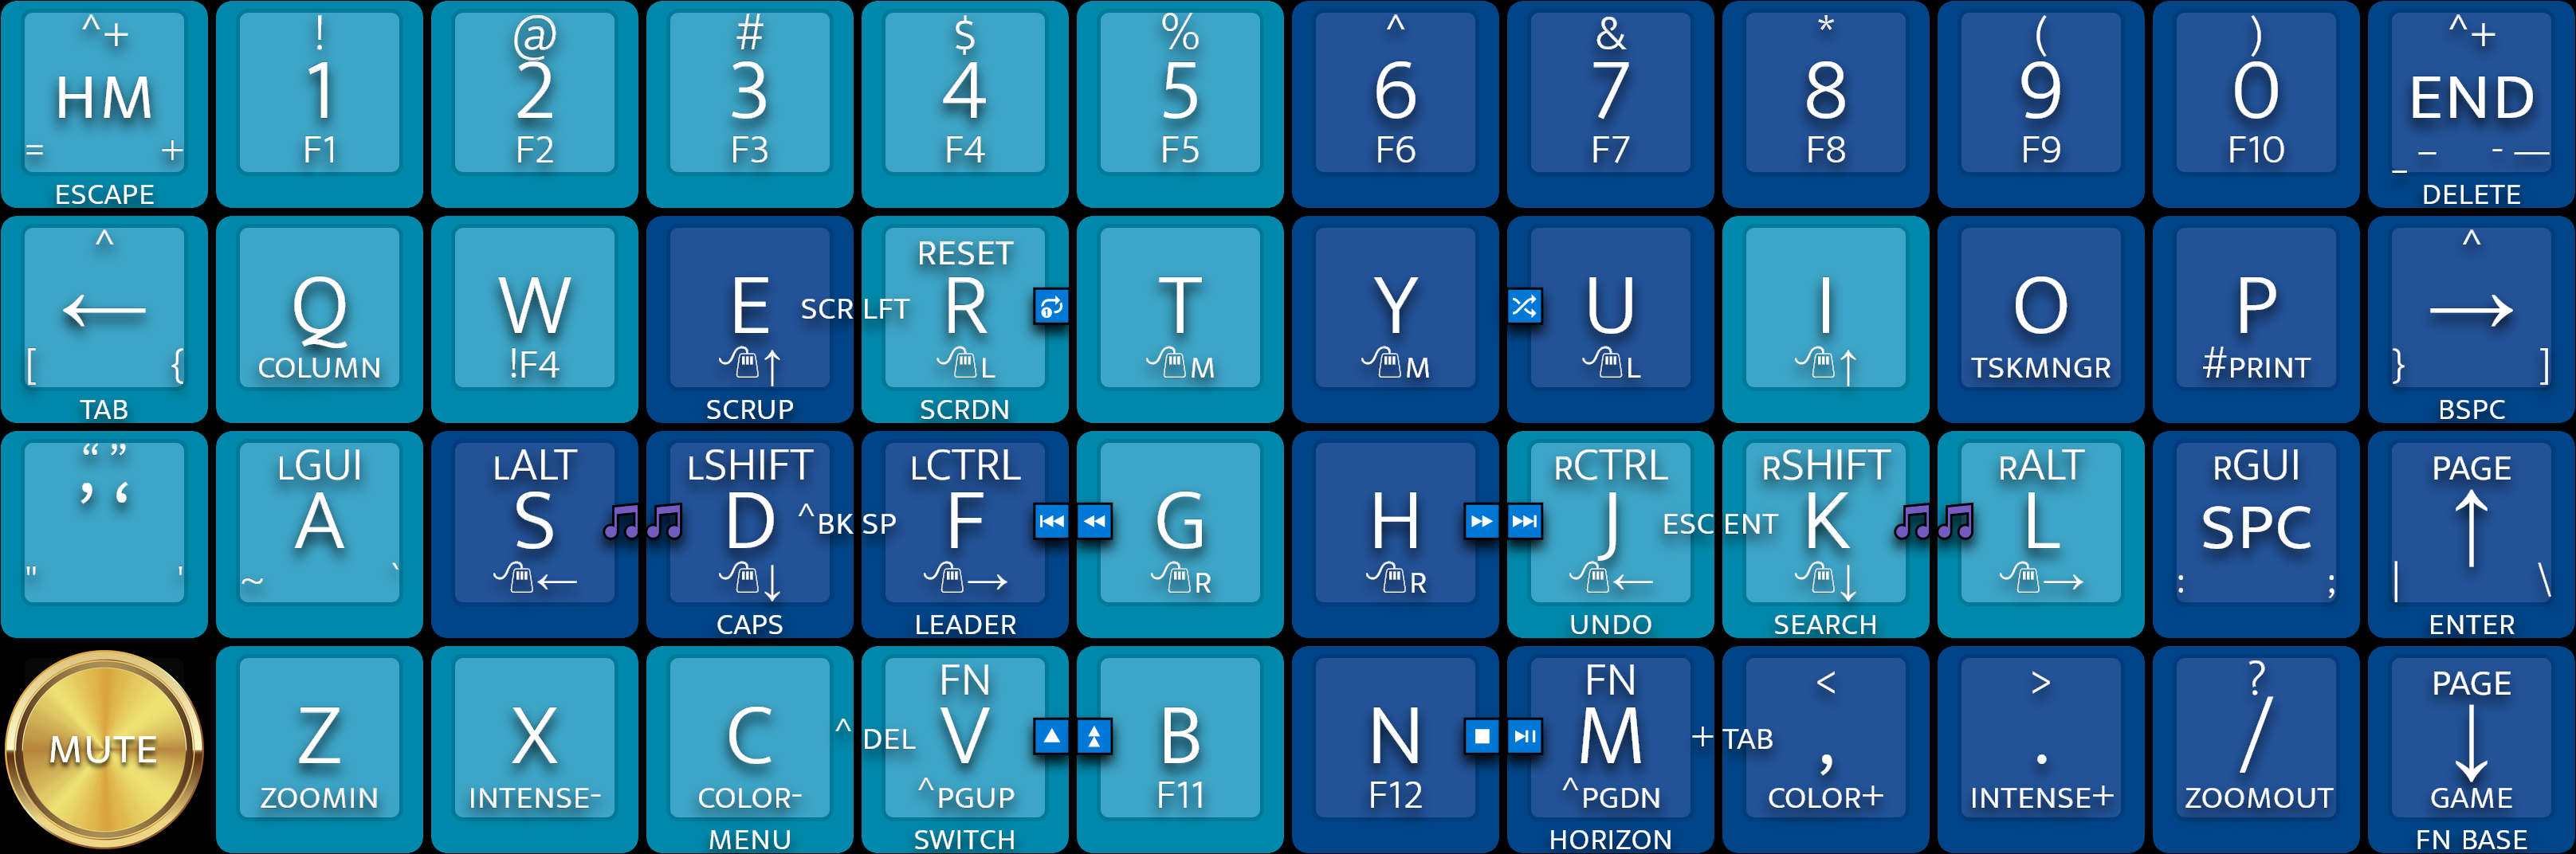 ^+ ! @ # $ % ^ & * ( ) ^+
HM 1 2 3 4 5 6 7 8 9 0 END
= + F1 F2 F3 F4 F5 F6 F7 F8 F9 F10 _ – - —
ESCAPE DELETE
^ RESET ^
← Q W E SCR LFT R T Y U I O P →
[ { COLUMN !F4 ↑ L M M L ↑ TSKMNGR #PRINT } ]
TAB SCRUP SCRDN BSPC
“ ” LGUI LALT LSHIFT LCTRL RCTRL RSHIFT RALT RGUI PAGE
’ ‘ A S D ^BK SP F G H J ESC ENT K L SPC ↑
" ' ~ ` ← ↓ → R R ← ↓ → : ; | \
CAPS LEADER UNDO SEARCH ENTER
FN FN < > ? PAGE
MUTE Z X C ^ DEL V B N M + TAB , . / ↓
ZOOMIN INTENSE- COLOR- ^PGUP F11 F12 ^PGDN COLOR+ INTENSE+ ZOOMOUT GAME
MENU SWITCH HORIZON FN BASE